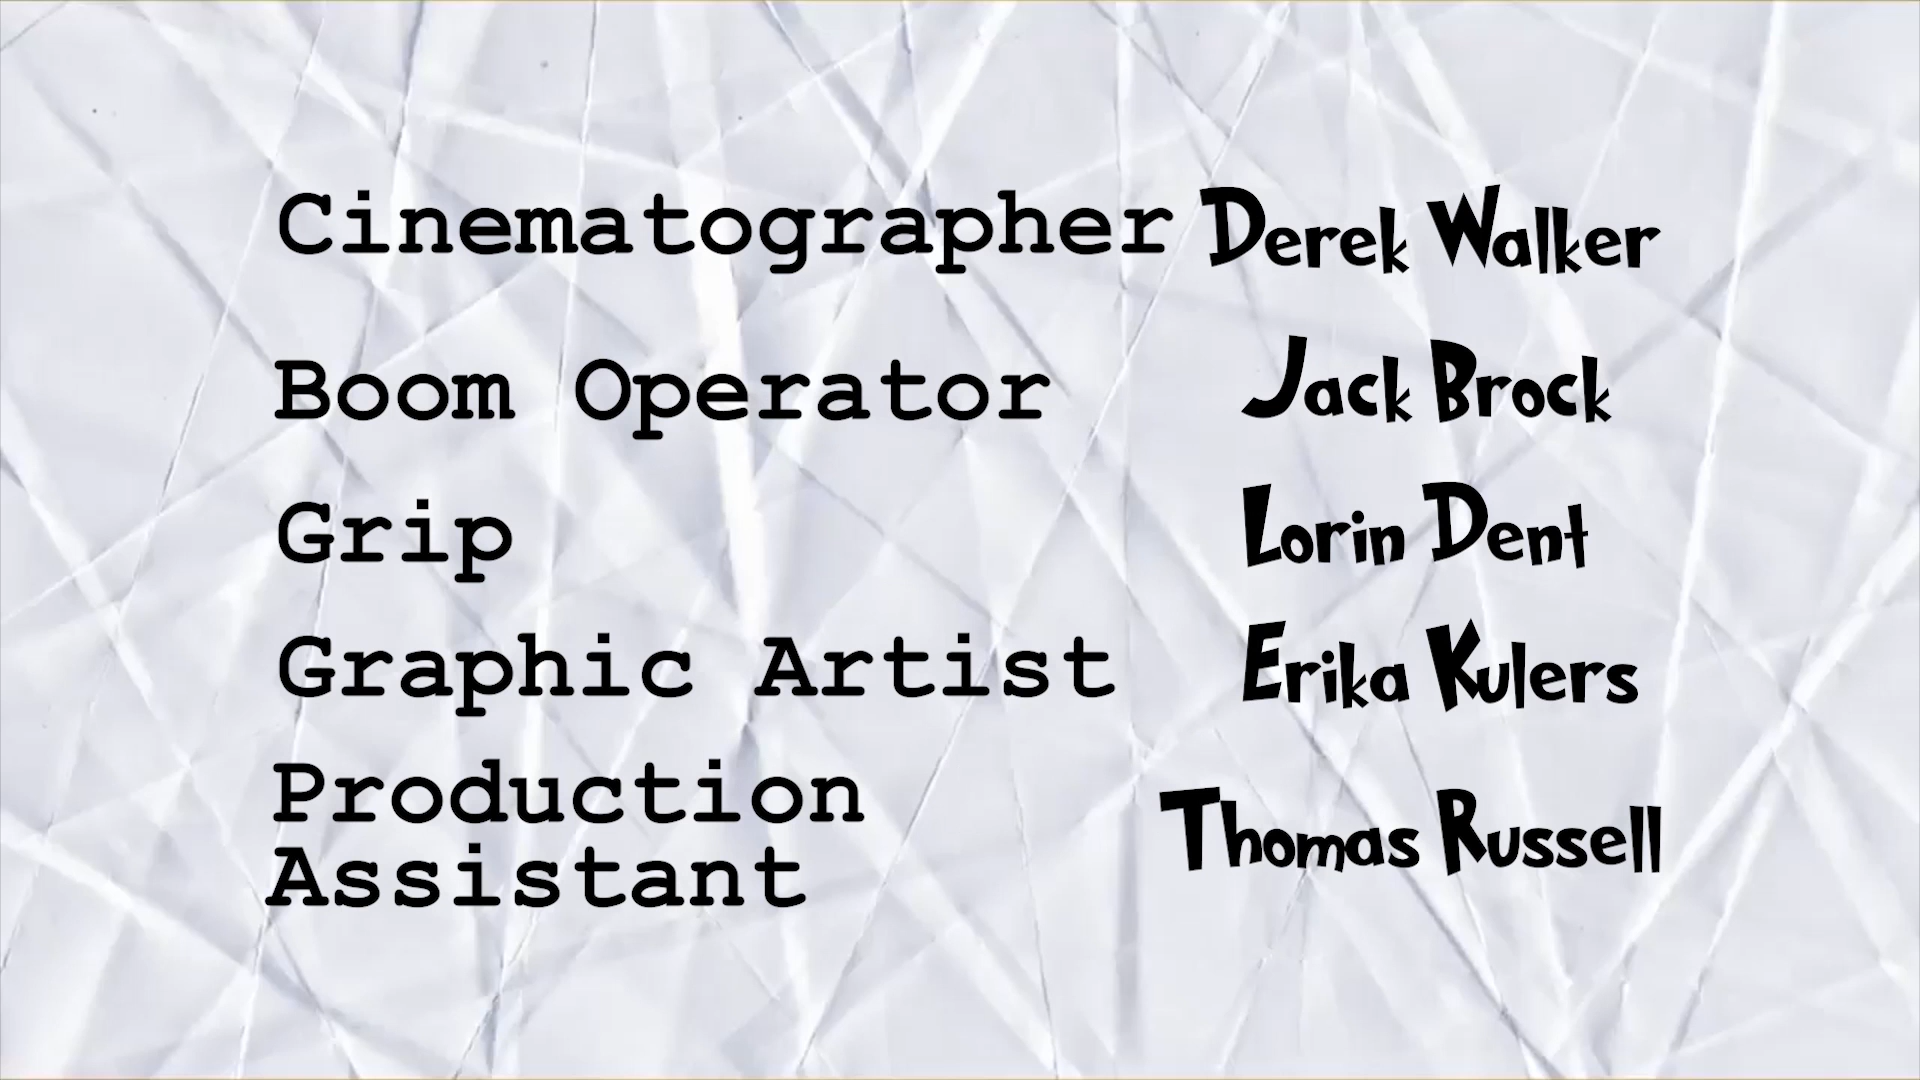 Cinematographer Derek Walker
Boom Operator Jack Brock
Grip Lorin Dent
Graphic Artist Erika Kulers
Production
Assistant Thomas Russell